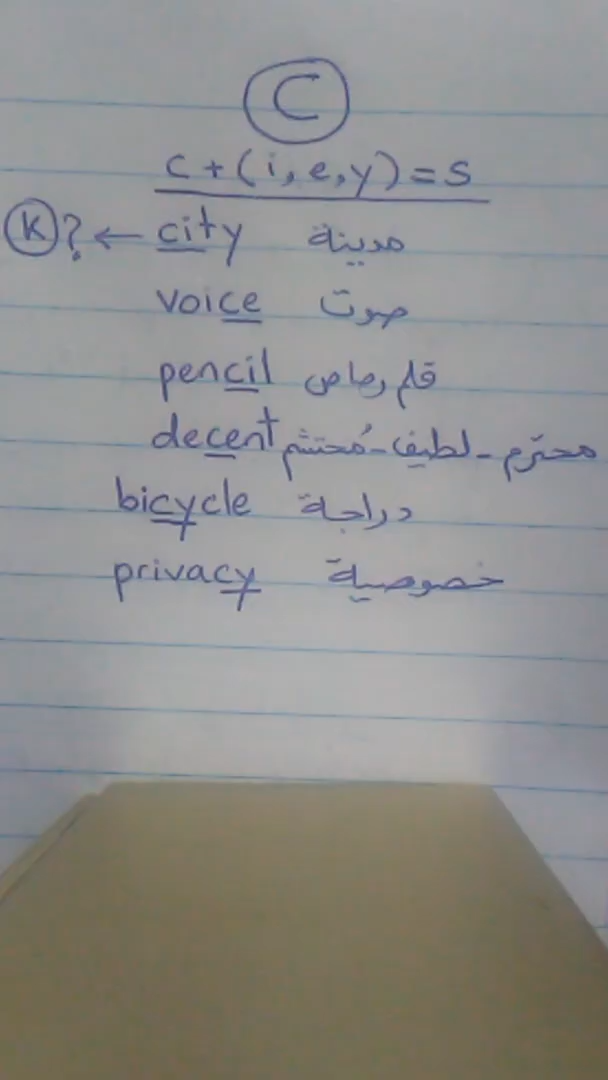 C
c + (i, e, y) = s
K ? ← city مدينة
voice صوت
pencil قلم رصاص
decent محترم - لطيف - مُحتشم
bicycle دراجة
privacy خصوصية